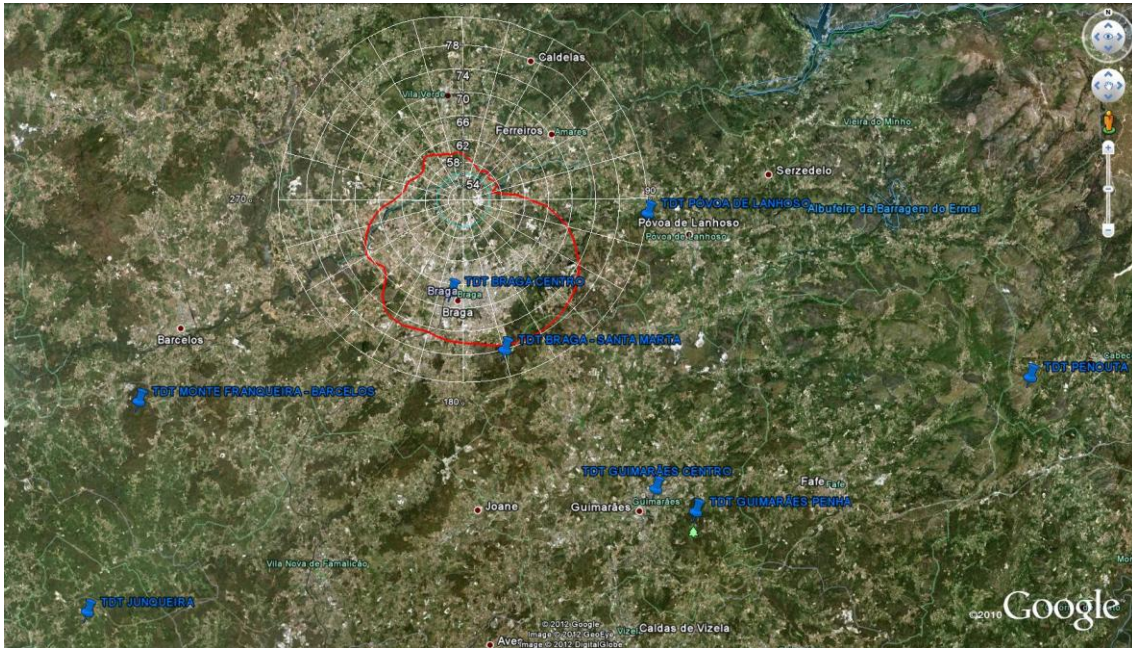 N
78
Caldelas
74
Vila Verde
70
66
Ferreiros
Amares
Vieira do Minho
62
58
Serzedelo
54
90
270
TDT PÓVOA DE LANHOSO
Albufeira da Barragem do Ermal
Póvoa de Lanhoso
Póvoa de Lanhoso
TDT BRAGA CENTRO
Braga
Braga
Braga
Barcelos
TDT BRAGA - SANTA MARTA
TDT PENOUTA
TDT MONTE FRANQUEIRA - BARCELOS
180
TDT GUIMARÃES CENTRO
Fafe
Fafe
Guimarães
TDT GUIMARÃES PENHA
Joane
Guimarães
Vila Nova de Famalicão
TDT JUNQUEIRA
©2010 Google
© 2012 Google
Image © 2012 GeoEye
Image © 2012 DigitalGlobe
Vizela
Caldas de Vizela